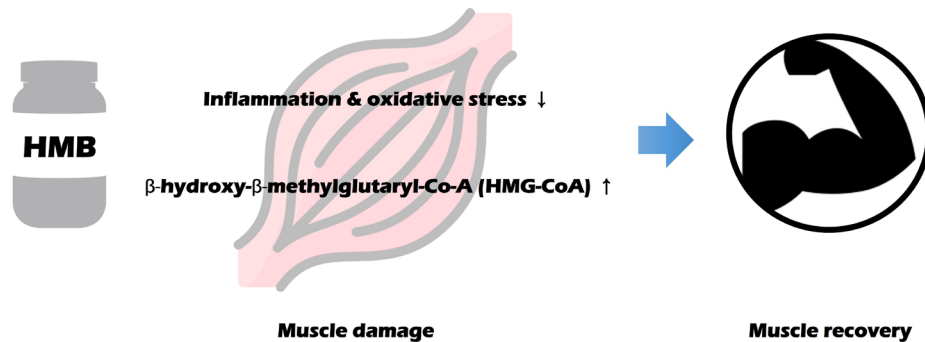 HMB
Inflammation & oxidative stress ↓
β-hydroxy-β-methylglutaryl-Co-A (HMG-CoA) ↑
Muscle damage
Muscle recovery